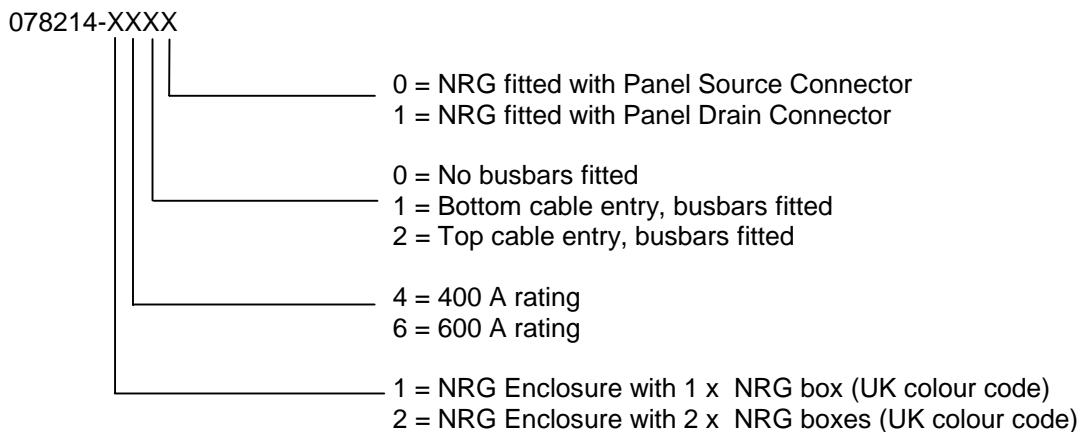 078214-XXXX
0 = NRG fitted with Panel Source Connector
1 = NRG fitted with Panel Drain Connector
0 = No busbars fitted
1 = Bottom cable entry, busbars fitted
2 = Top cable entry, busbars fitted
4 = 400 A rating
6 = 600 A rating
1 = NRG Enclosure with 1 x  NRG box (UK colour code)
2 = NRG Enclosure with 2 x  NRG boxes (UK colour code)